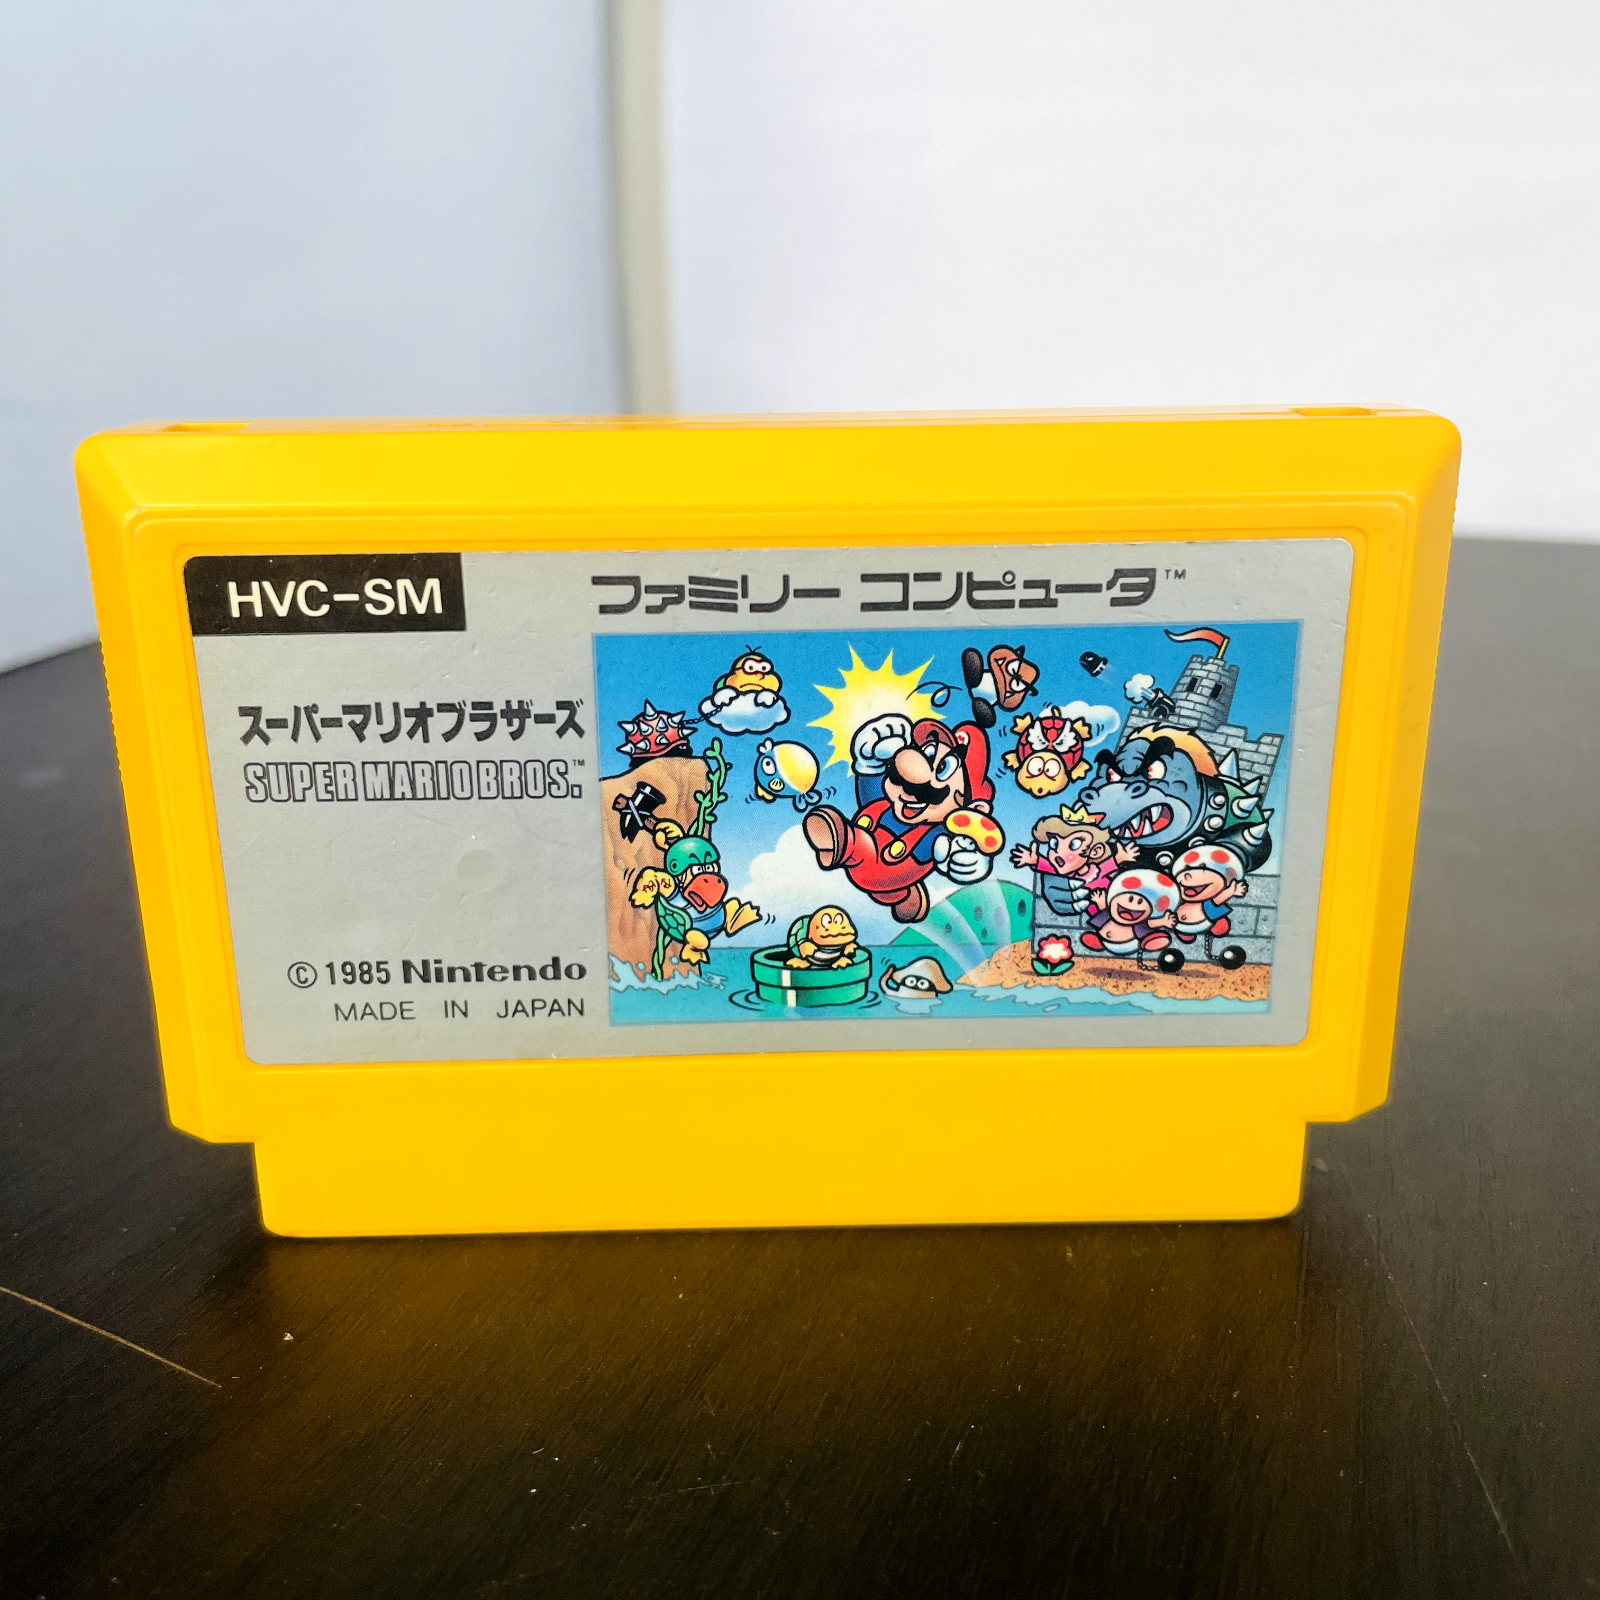 HVC-SM
ファミリー コンピュータ™
スーパーマリオブラザーズ
SUPER MARIO BROS.™
© 1985 Nintendo
MADE IN JAPAN